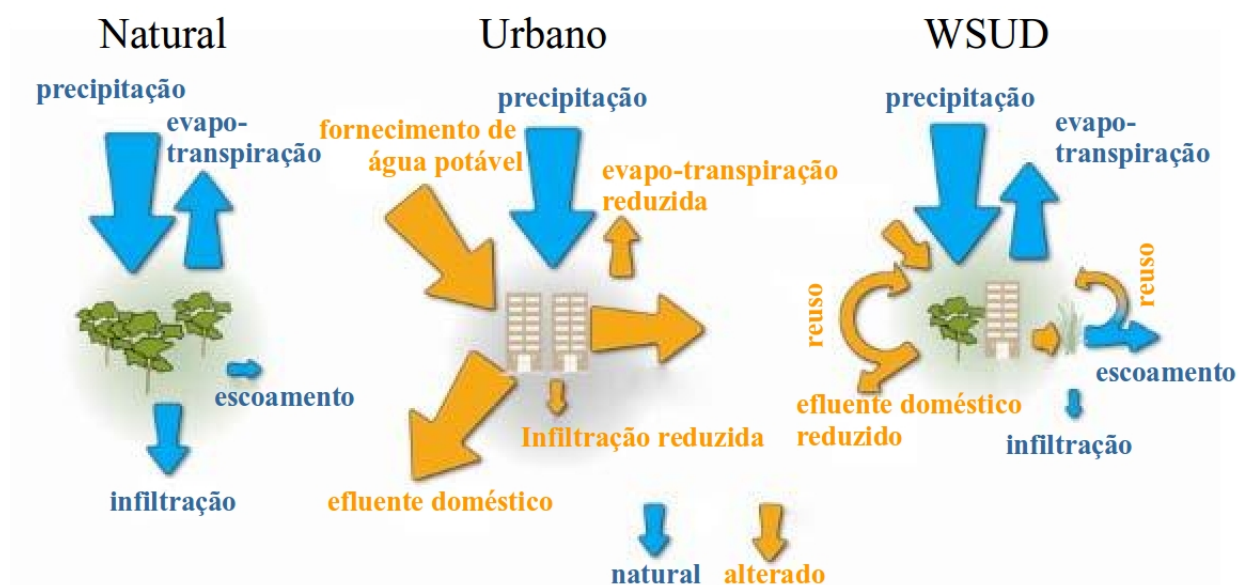 Natural
precipitação
evapo-
transpiração
escoamento
infiltração
Urbano
precipitação
fornecimento de
água potável
evapo-transpiração
reduzida
Infiltração reduzida
efluente doméstico
WSUD
precipitação
evapo-
transpiração
reuso
reuso
escoamento
efluente doméstico
reduzido
infiltração
natural
alterado